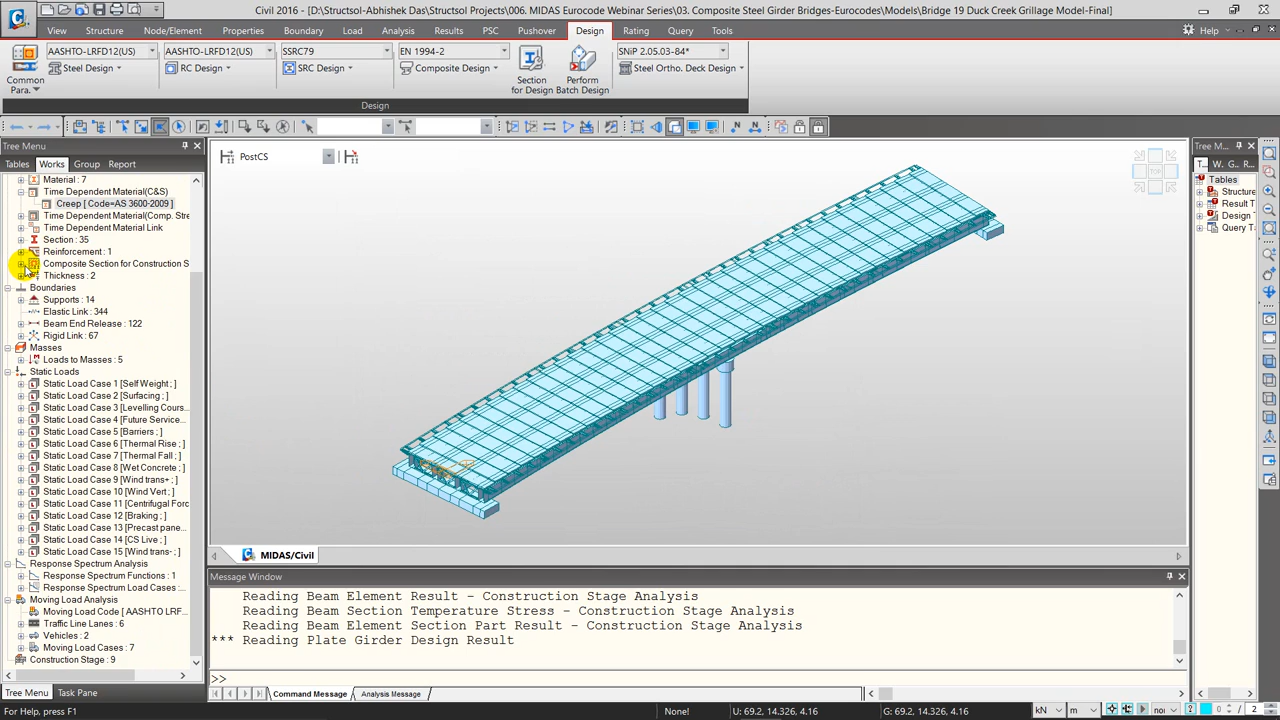 Civil 2016 - [D:\Structsol-Abhishek Das\Structsol Projects\06. MIDAS Eurocode Webinar Series\03. Composite Steel Girder Bridges-Eurocodes\Models\Bridge 19 Duck Creek Grillage Model-Final]
View Structure Node/Element Properties Boundary Load Analysis Results PSC Pushover Design Rating Query Tools Help
AASHTO-LRFD12(US) AASHTO-LRFD12(US) SSRC79 EN 1994-2 SNiP 2.05.03-84*
Common Para. Steel Design RC Design SRC Design Composite Design Section for Design Perform Batch Design Steel Ortho. Deck Design
Design
Tree Menu
Tables Works Group Report
Material : 7
Time Dependent Material(C&S)
Creep [ Code=AS 3600-2009 ]
Time Dependent Material(Comp. Stre
Time Dependent Material Link
Section : 35
Reinforcement : 1
Composite Section for Construction S
Thickness : 2
Boundaries
Supports : 14
Elastic Link : 344
Beam End Release : 122
Rigid Link : 67
Masses
Loads to Masses : 5
Static Loads
Static Load Case 1 [Self Weight ; ]
Static Load Case 2 [Surfacing ; ]
Static Load Case 3 [Levelling Cours...
Static Load Case 4 [Future Service...
Static Load Case 5 [Barriers ; ]
Static Load Case 6 [Thermal Rise ; ]
Static Load Case 7 [Thermal Fall ; ]
Static Load Case 8 [Wet Concrete ; ]
Static Load Case 9 [Wind trans+ ; ]
Static Load Case 10 [Wind Vert ; ]
Static Load Case 11 [Centrifugal Forc
Static Load Case 12 [Braking ; ]
Static Load Case 13 [Precast pane...
Static Load Case 14 [CS Live ; ]
Static Load Case 15 [Wind trans- ; ]
Response Spectrum Analysis
Response Spectrum Functions : 1
Response Spectrum Load Cases :...
Moving Load Analysis
Moving Load Code [ AASHTO LRF...
Traffic Line Lanes : 6
Vehicles : 2
Moving Load Cases : 7
Construction Stage : 9
Tree Menu Task Pane
PostCS
TOP
MIDAS/Civil
Message Window
Reading Beam Element Result - Construction Stage Analysis
Reading Beam Section Temperature Stress - Construction Stage Analysis
Reading Beam Element Section Part Result - Construction Stage Analysis
*** Reading Plate Girder Design Result
>>
Command Message Analysis Message
Tree M...
T... W. G... R...
Tables
Structure
Result T
Design
Query T
For Help, press F1 None! U: 69.2, 14.326, 4.16 G: 69.2, 14.326, 4.16 kN m nor 0 / 2